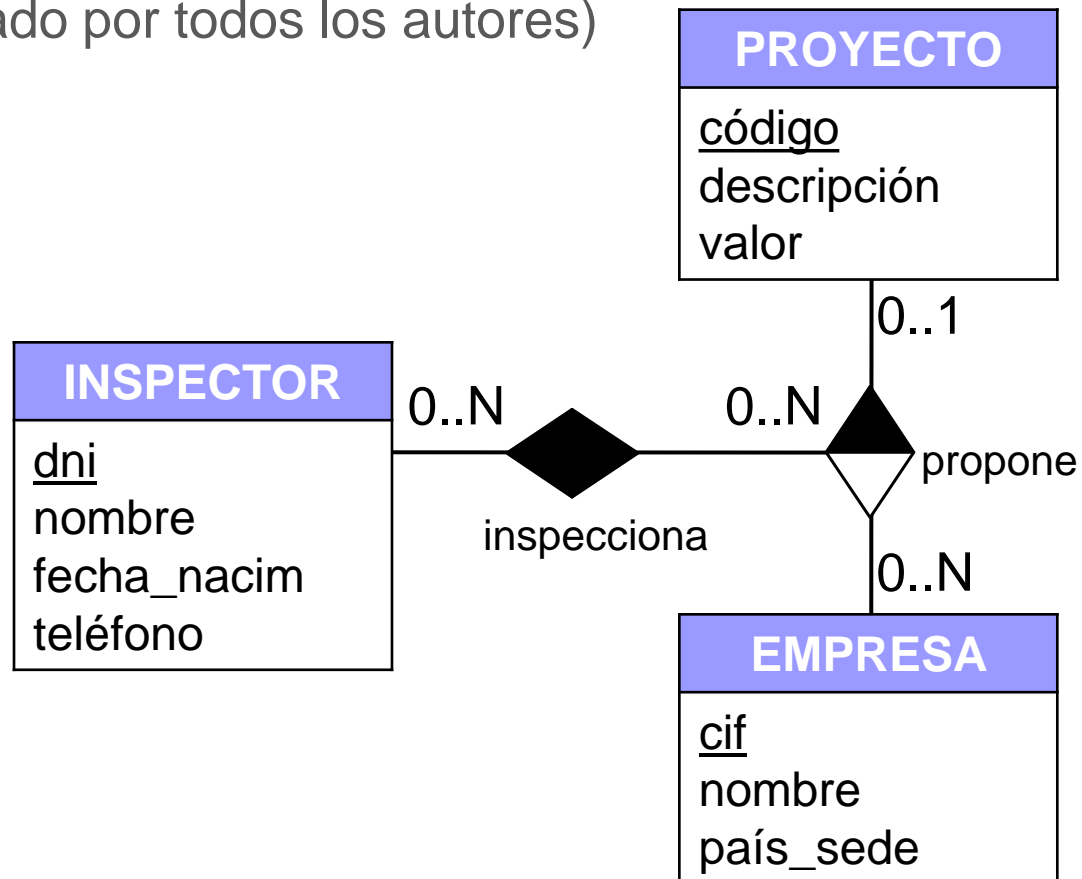 ado por todos los autores)
PROYECTO
código
descripción
valor
0..1
INSPECTOR
dni
nombre
fecha_nacim
teléfono
0..N
0..N
propone
inspecciona
0..N
EMPRESA
cif
nombre
país_sede